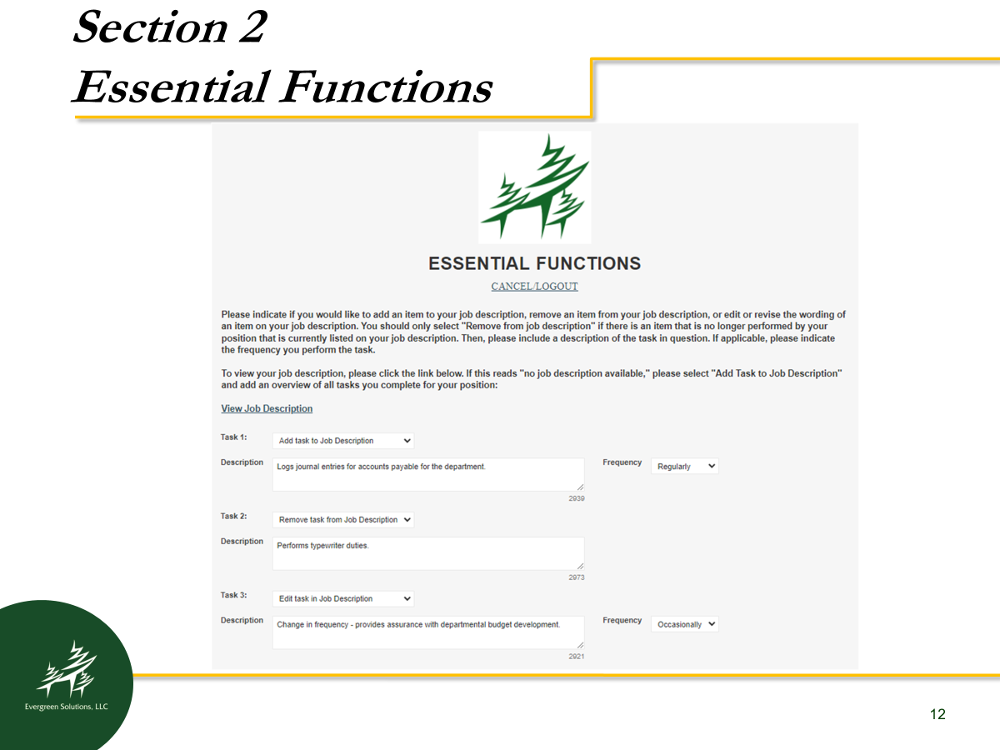 Section 2
Essential Functions
ESSENTIAL FUNCTIONS
CANCEL/LOGOUT
Please indicate if you would like to add an item to your job description, remove an item from your job description, or edit or revise the wording of
an item on your job description. You should only select "Remove from job description" if there is an item that is no longer performed by your
position that is currently listed on your job description. Then, please include a description of the task in question. If applicable, please indicate
the frequency you perform the task.
To view your job description, please click the link below. If this reads "no job description available," please select "Add Task to Job Description"
and add an overview of all tasks you complete for your position:
View Job Description
Task 1: Add task to Job Description
Description Logs journal entries for accounts payable for the department. Frequency Regularly
2939
Task 2: Remove task from Job Description
Description Performs typewriter duties.
2973
Task 3: Edit task in Job Description
Description Change in frequency - provides assurance with departmental budget development. Frequency Occasionally
2921
Evergreen Solutions, LLC
12